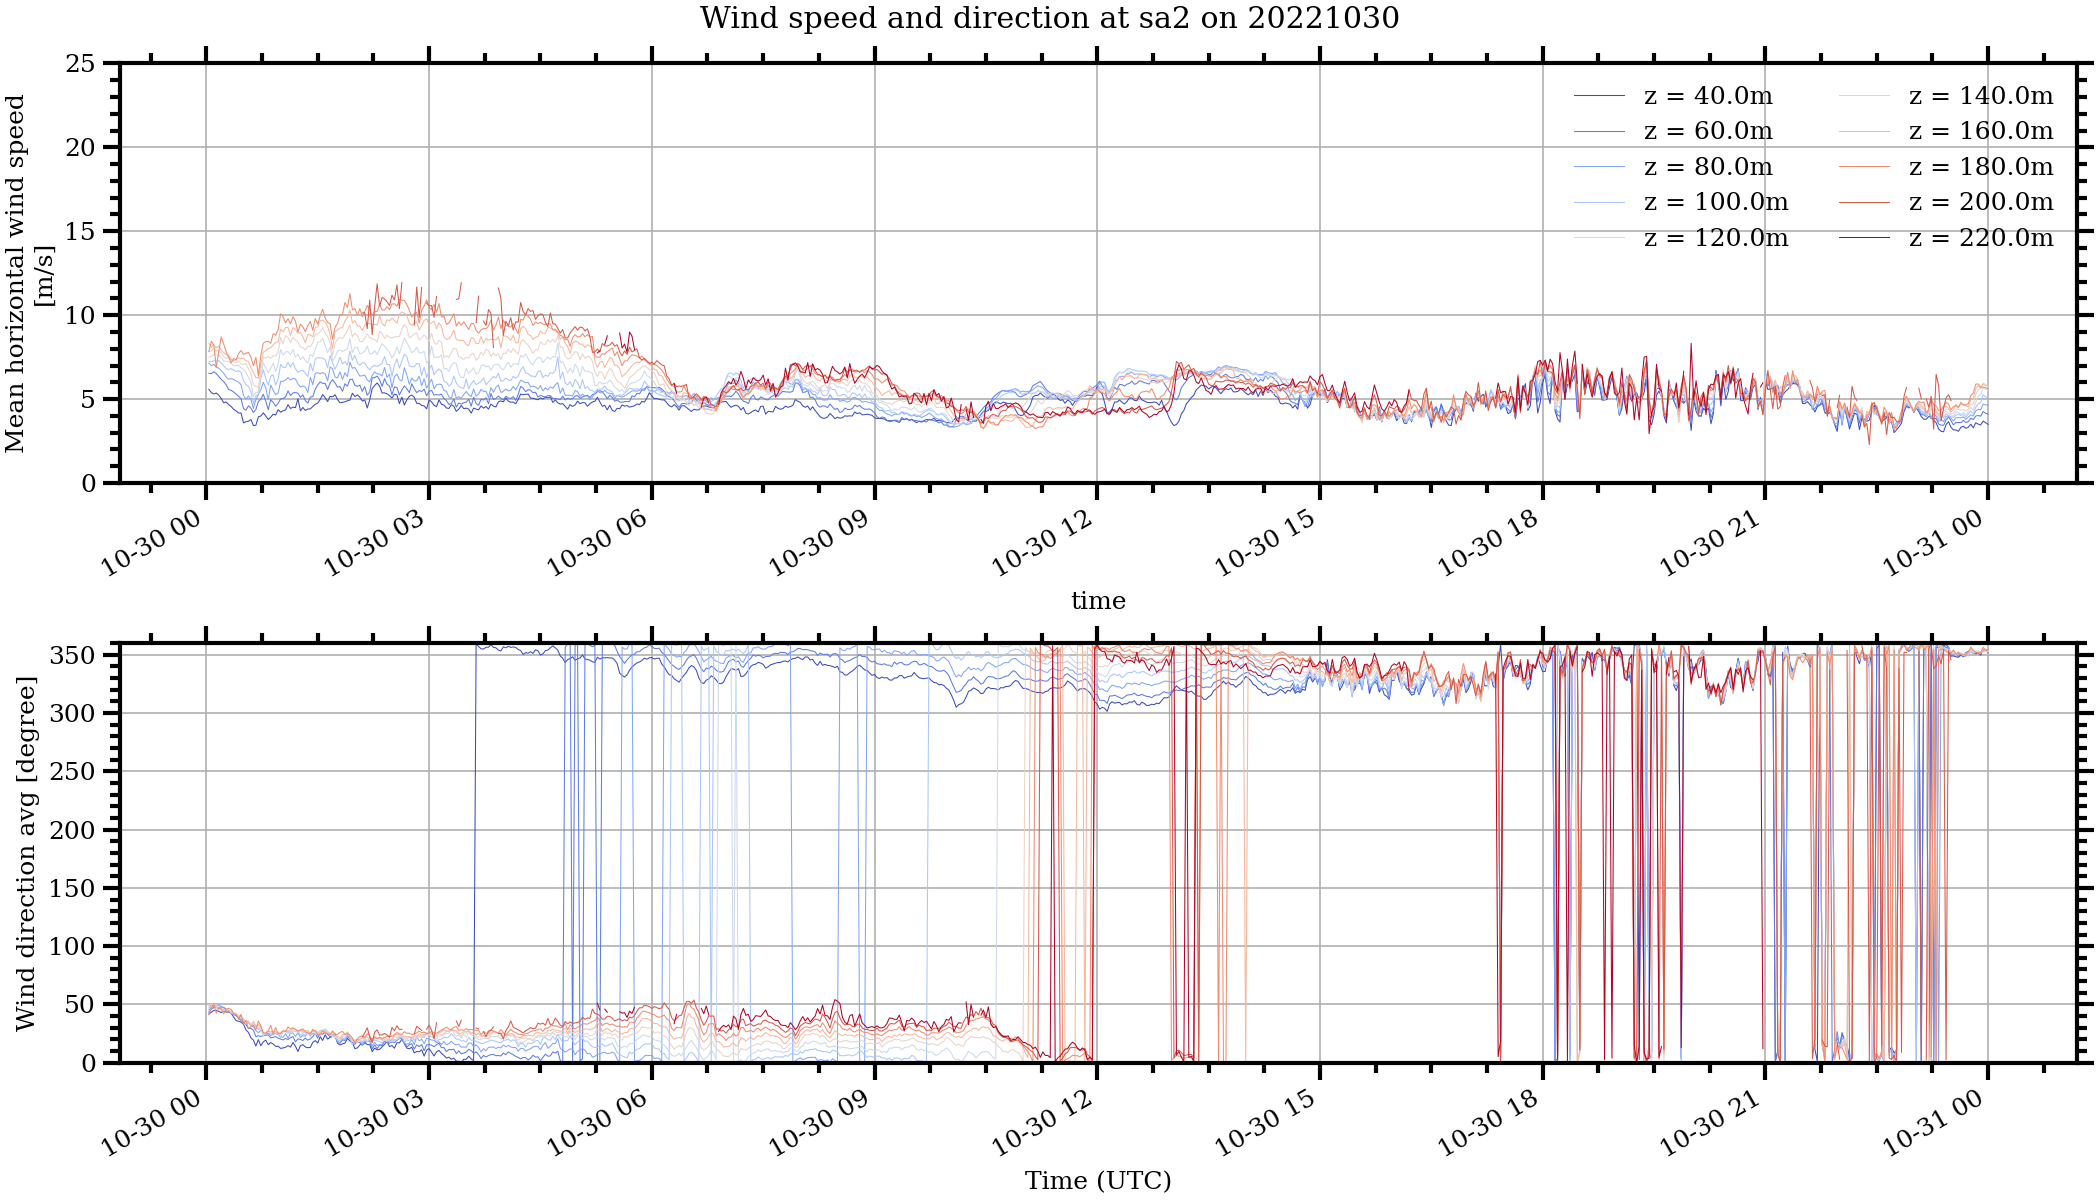 Wind speed and direction at sa2 on 20221030
Mean horizontal wind speed
[m/s]
25
20
15
10
5
0
z = 40.0m
z = 60.0m
z = 80.0m
z = 100.0m
z = 120.0m
z = 140.0m
z = 160.0m
z = 180.0m
z = 200.0m
z = 220.0m
10-30 00
10-30 03
10-30 06
10-30 09
10-30 12
10-30 15
10-30 18
10-30 21
10-31 00
time
Wind direction avg [degree]
350
300
250
200
150
100
50
0
10-30 00
10-30 03
10-30 06
10-30 09
10-30 12
10-30 15
10-30 18
10-30 21
10-31 00
Time (UTC)